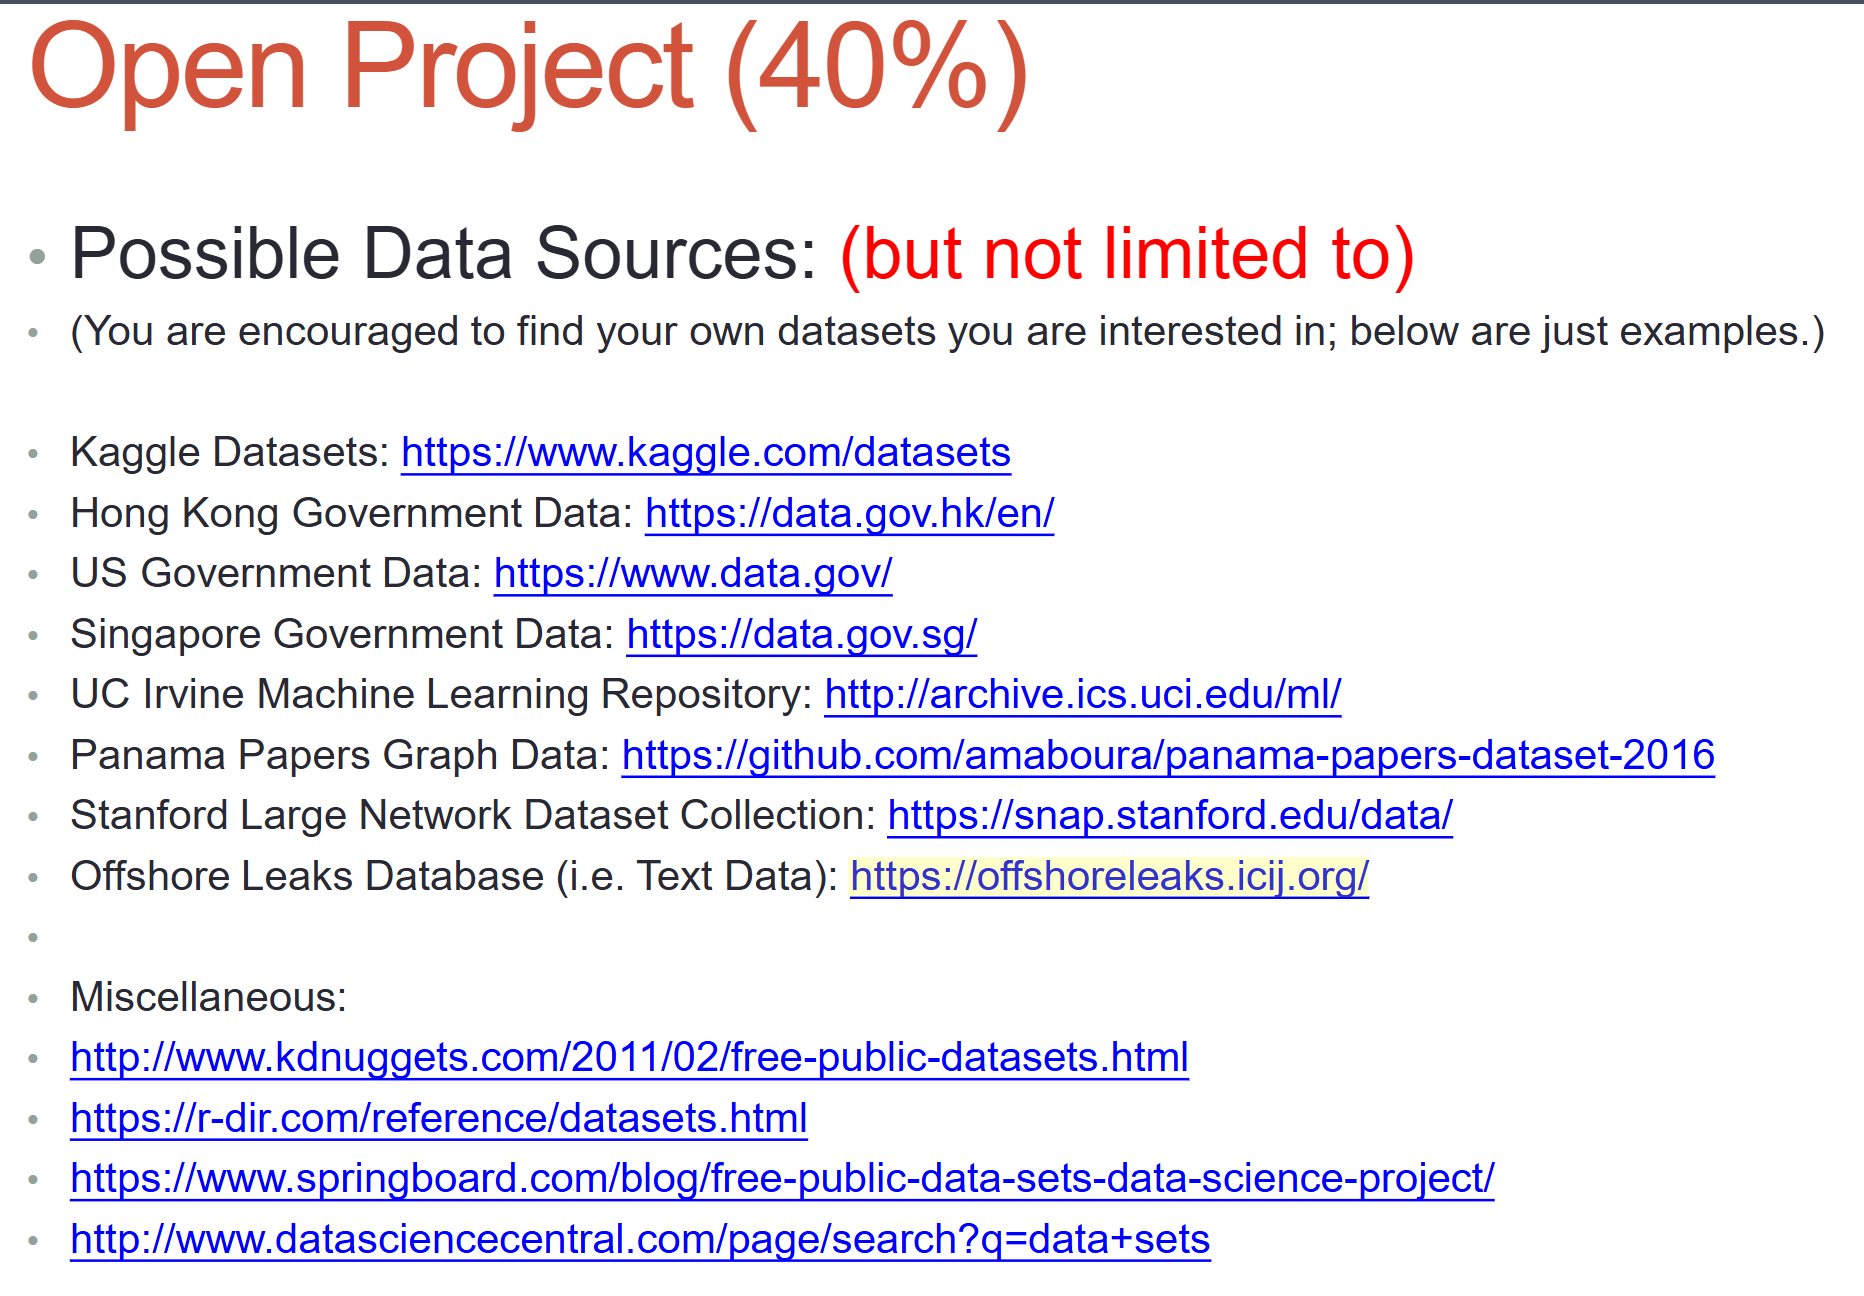 Open Project (40%)
• Possible Data Sources: (but not limited to)
• (You are encouraged to find your own datasets you are interested in; below are just examples.)
• Kaggle Datasets: https://www.kaggle.com/datasets
• Hong Kong Government Data: https://data.gov.hk/en/
• US Government Data: https://www.data.gov/
• Singapore Government Data: https://data.gov.sg/
• UC Irvine Machine Learning Repository: http://archive.ics.uci.edu/ml/
• Panama Papers Graph Data: https://github.com/amaboura/panama-papers-dataset-2016
• Stanford Large Network Dataset Collection: https://snap.stanford.edu/data/
• Offshore Leaks Database (i.e. Text Data): https://offshoreleaks.icij.org/
•
• Miscellaneous:
• http://www.kdnuggets.com/2011/02/free-public-datasets.html
• https://r-dir.com/reference/datasets.html
• https://www.springboard.com/blog/free-public-data-sets-data-science-project/
• http://www.datasciencecentral.com/page/search?q=data+sets